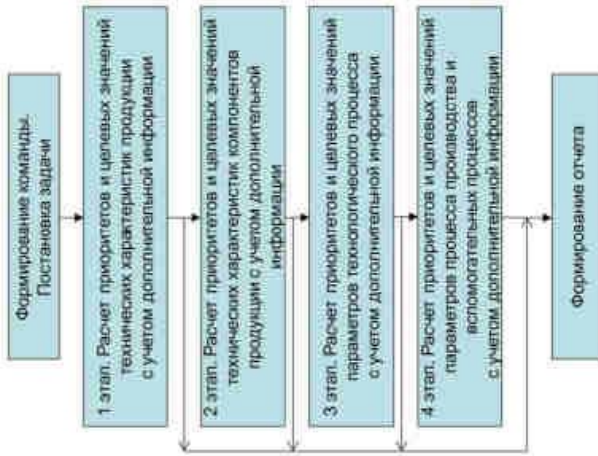 Формирование команды.
Постановка задачи
1 этап. Расчет приоритетов и целевых значений
технических характеристик продукции
с учетом дополнительной информации
2 этап. Расчет приоритетов и целевых значений
технических характеристик компонентов
продукции с учетом дополнительной
информации
3 этап. Расчет приоритетов и целевых значений
параметров технологического процесса
с учетом дополнительной информации
4 этап. Расчет приоритетов и целевых значений
параметров процесса производства и
вспомогательных процессов
с учетом дополнительной информации
Формирование отчета